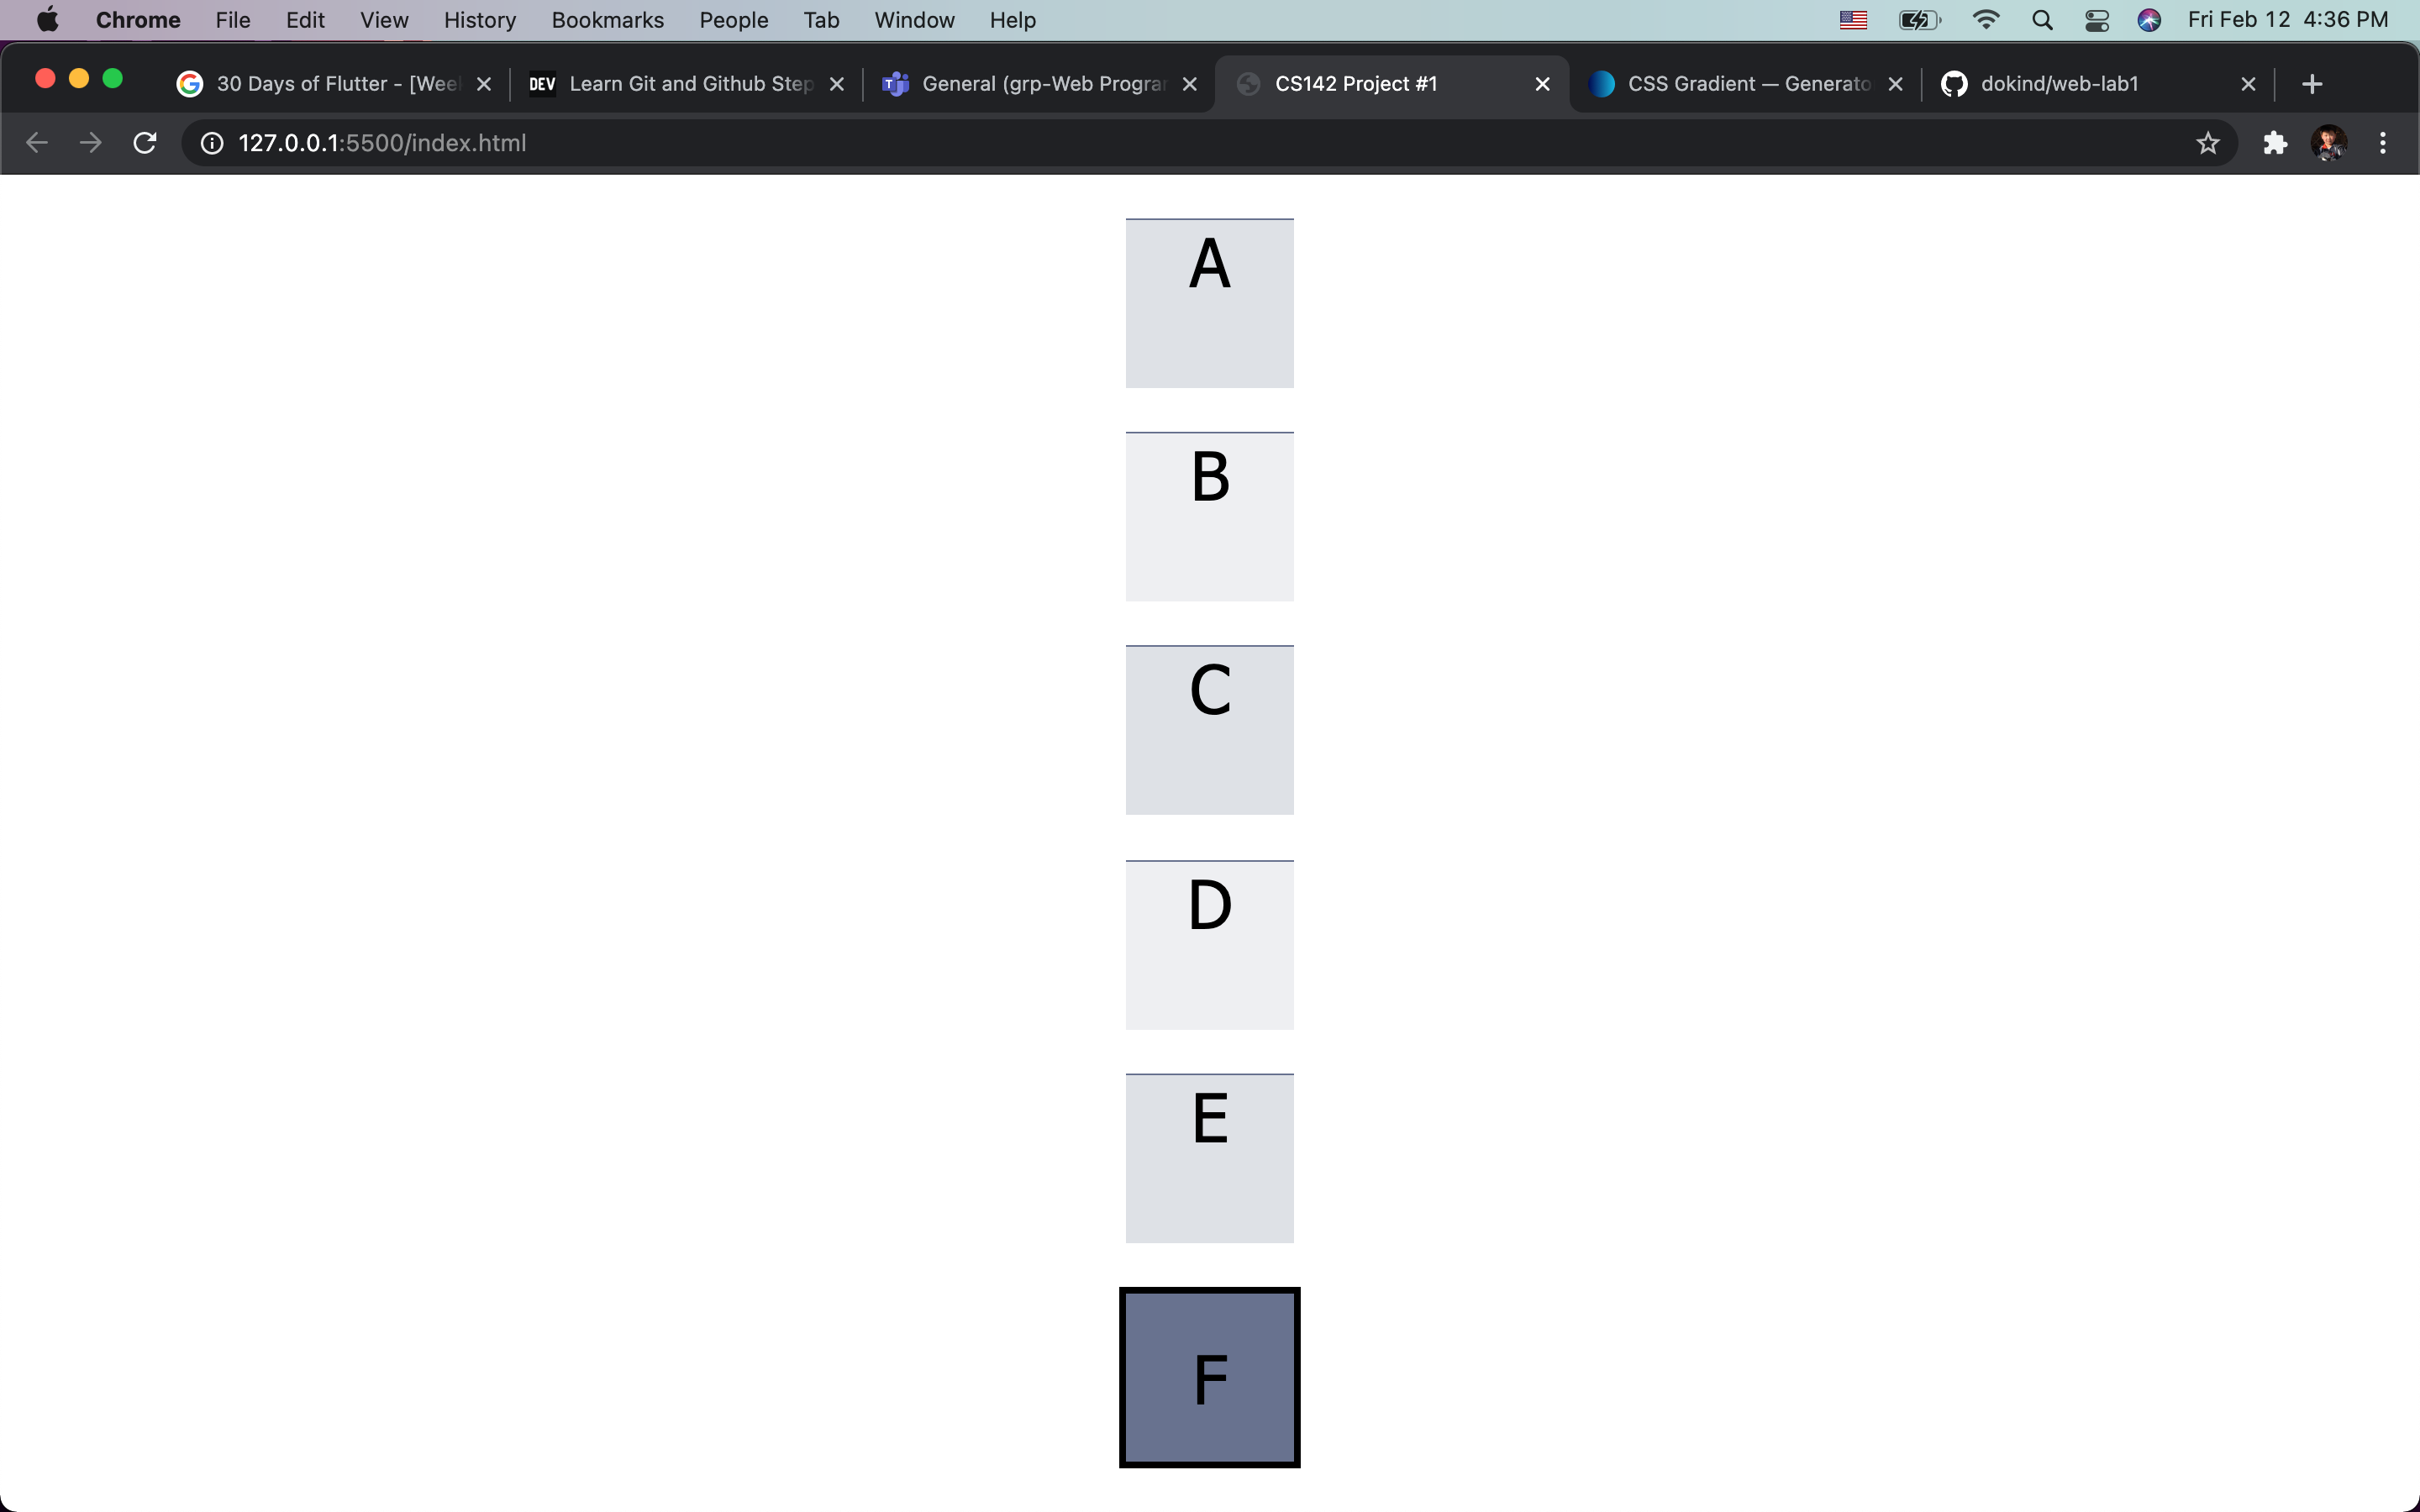 Chrome File Edit View History Bookmarks People Tab Window Help Fri Feb 12 4:36 PM
30 Days of Flutter - [Week DEV Learn Git and Github Step General (grp-Web Progra CS142 Project #1 CSS Gradient — Generato dokind/web-lab1
127.0.0.1:5500/index.html
A
B
C
D
E
F